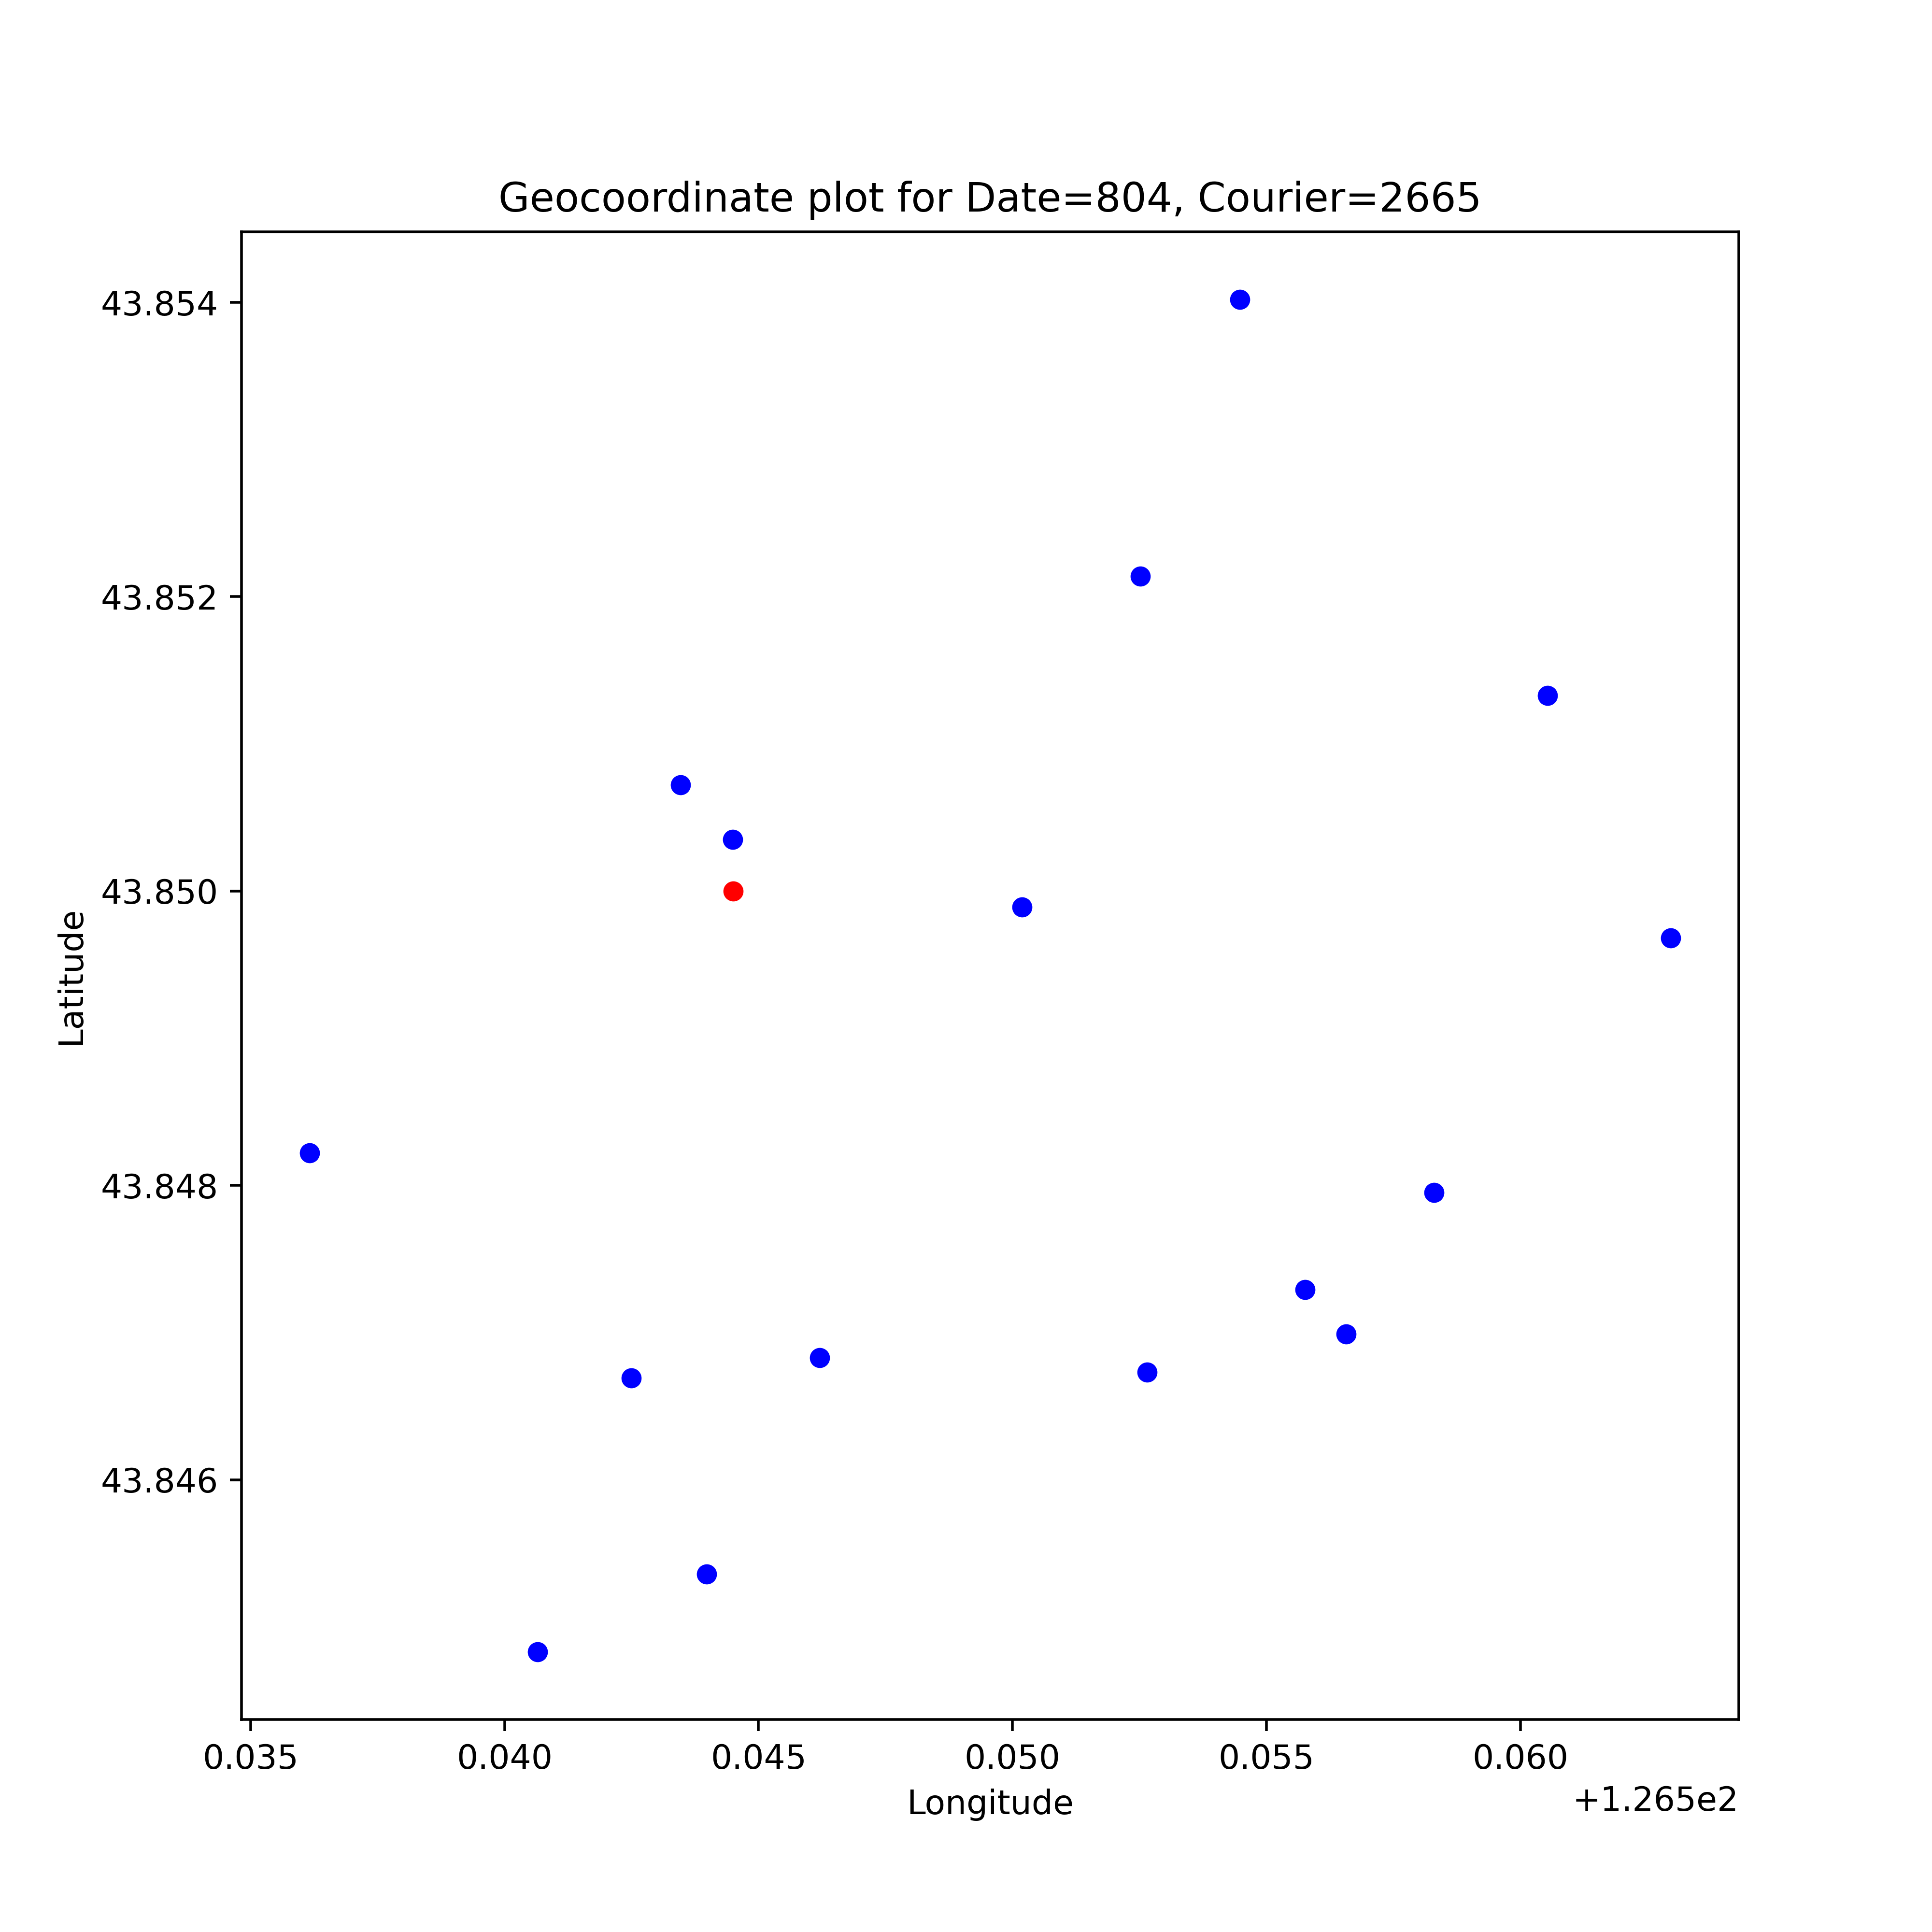 Geocoordinate plot for Date=804, Courier=2665
43.854
43.852
43.850
43.848
43.846
Latitude
0.035 0.040 0.045 0.050 0.055 0.060
+1.265e2
Longitude